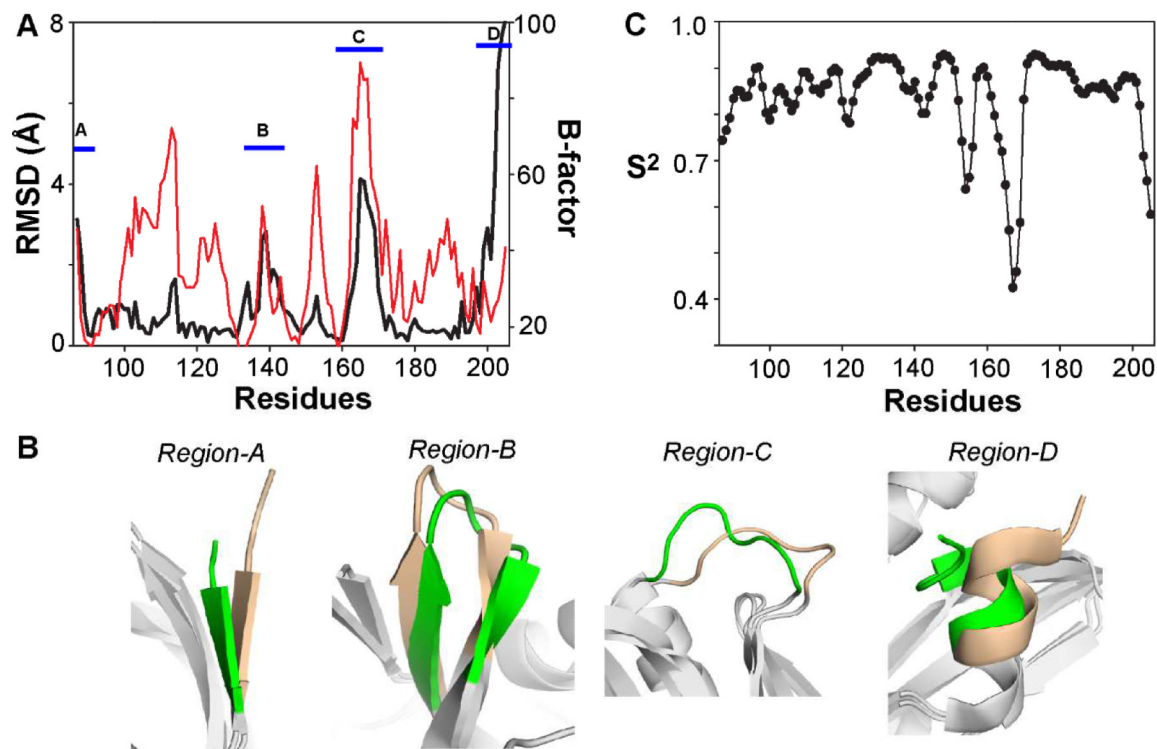 A
8
4
0
RMSD (Å)
A
B
C
D
100
60
20
B-factor
100 120 140 160 180 200
Residues
C
1.0
0.7
0.4
S²
100 120 140 160 180 200
Residues
B
Region-A
Region-B
Region-C
Region-D